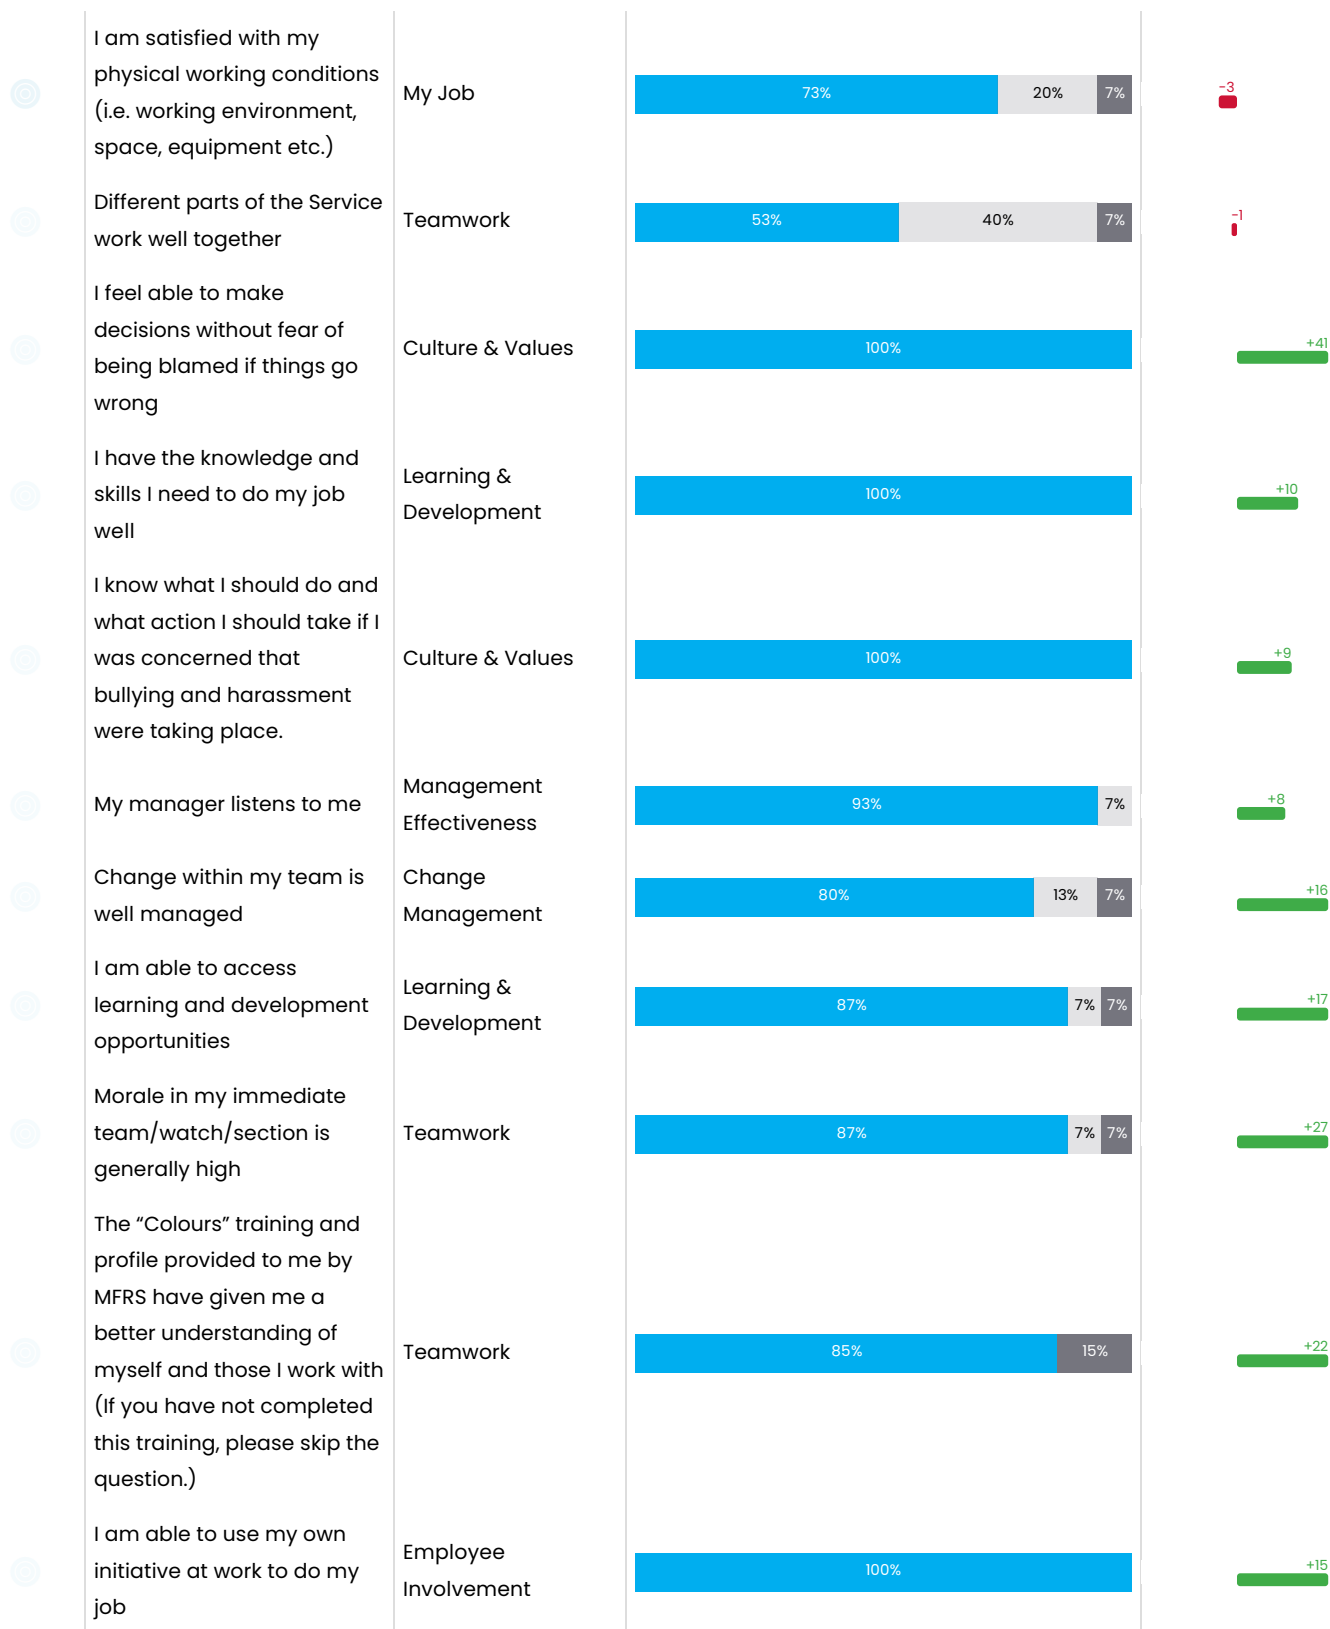 I am satisfied with my
physical working conditions
(i.e. working environment,
space, equipment etc.)
My Job
73%
20%
7%
-3
Different parts of the Service
work well together
Teamwork
53%
40%
7%
-1
I feel able to make
decisions without fear of
being blamed if things go
wrong
Culture & Values
100%
+41
I have the knowledge and
skills I need to do my job
well
Learning &
Development
100%
+10
I know what I should do and
what action I should take if I
was concerned that
bullying and harassment
were taking place.
Culture & Values
100%
+9
My manager listens to me
Management
Effectiveness
93%
7%
+8
Change within my team is
well managed
Change
Management
80%
13%
7%
+16
I am able to access
learning and development
opportunities
Learning &
Development
87%
7%
7%
+17
Morale in my immediate
team/watch/section is
generally high
Teamwork
87%
7%
7%
+27
The “Colours” training and
profile provided to me by
MFRS have given me a
better understanding of
myself and those I work with
(If you have not completed
this training, please skip the
question.)
Teamwork
85%
15%
+22
I am able to use my own
initiative at work to do my
job
Employee
Involvement
100%
+15